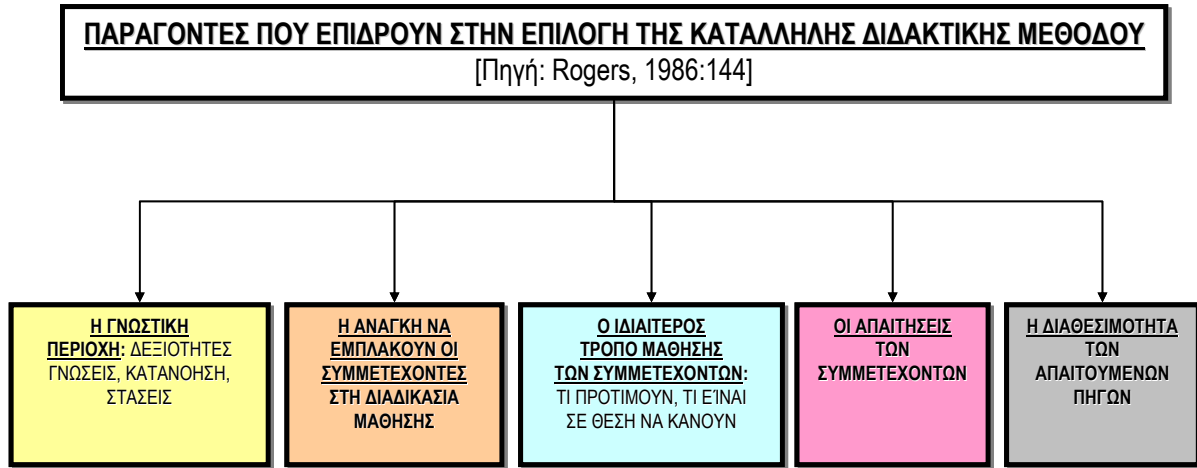 ΠΑΡΑΓΟΝΤΕΣ ΠΟΥ ΕΠΙΔΡΟΥΝ ΣΤΗΝ ΕΠΙΛΟΓΗ ΤΗΣ ΚΑΤΑΛΛΗΛΗΣ ΔΙΔΑΚΤΙΚΗΣ ΜΕΘΟΔΟΥ
[Πηγή: Rogers, 1986:144]
Η ΓΝΩΣΤΙΚΗ
ΠΕΡΙΟΧΗ: ΔΕΞΙΟΤΗΤΕΣ
ΓΝΩΣΕΙΣ, ΚΑΤΑΝΟΗΣΗ,
ΣΤΑΣΕΙΣ
Η ΑΝΑΓΚΗ ΝΑ
ΕΜΠΛΑΚΟΥΝ ΟΙ
ΣΥΜΜΕΤΕΧΟΝΤΕΣ
ΣΤΗ ΔΙΑΔΙΚΑΣΙΑ
ΜΑΘΗΣΗΣ
Ο ΙΔΙΑΙΤΕΡΟΣ
ΤΡΟΠΟ ΜΑΘΗΣΗΣ
ΤΩΝ ΣΥΜΜΕΤΕΧΟΝΤΩΝ:
ΤΙ ΠΡΟΤΙΜΟΥΝ, ΤΙ ΕΊΝΑΙ
ΣΕ ΘΕΣΗ ΝΑ ΚΑΝΟΥΝ
ΟΙ ΑΠΑΙΤΗΣΕΙΣ
ΤΩΝ
ΣΥΜΜΕΤΕΧΟΝΤΩΝ
Η ΔΙΑΘΕΣΙΜΟΤΗΤΑ
ΤΩΝ
ΑΠΑΙΤΟΥΜΕΝΩΝ
ΠΗΓΩΝ